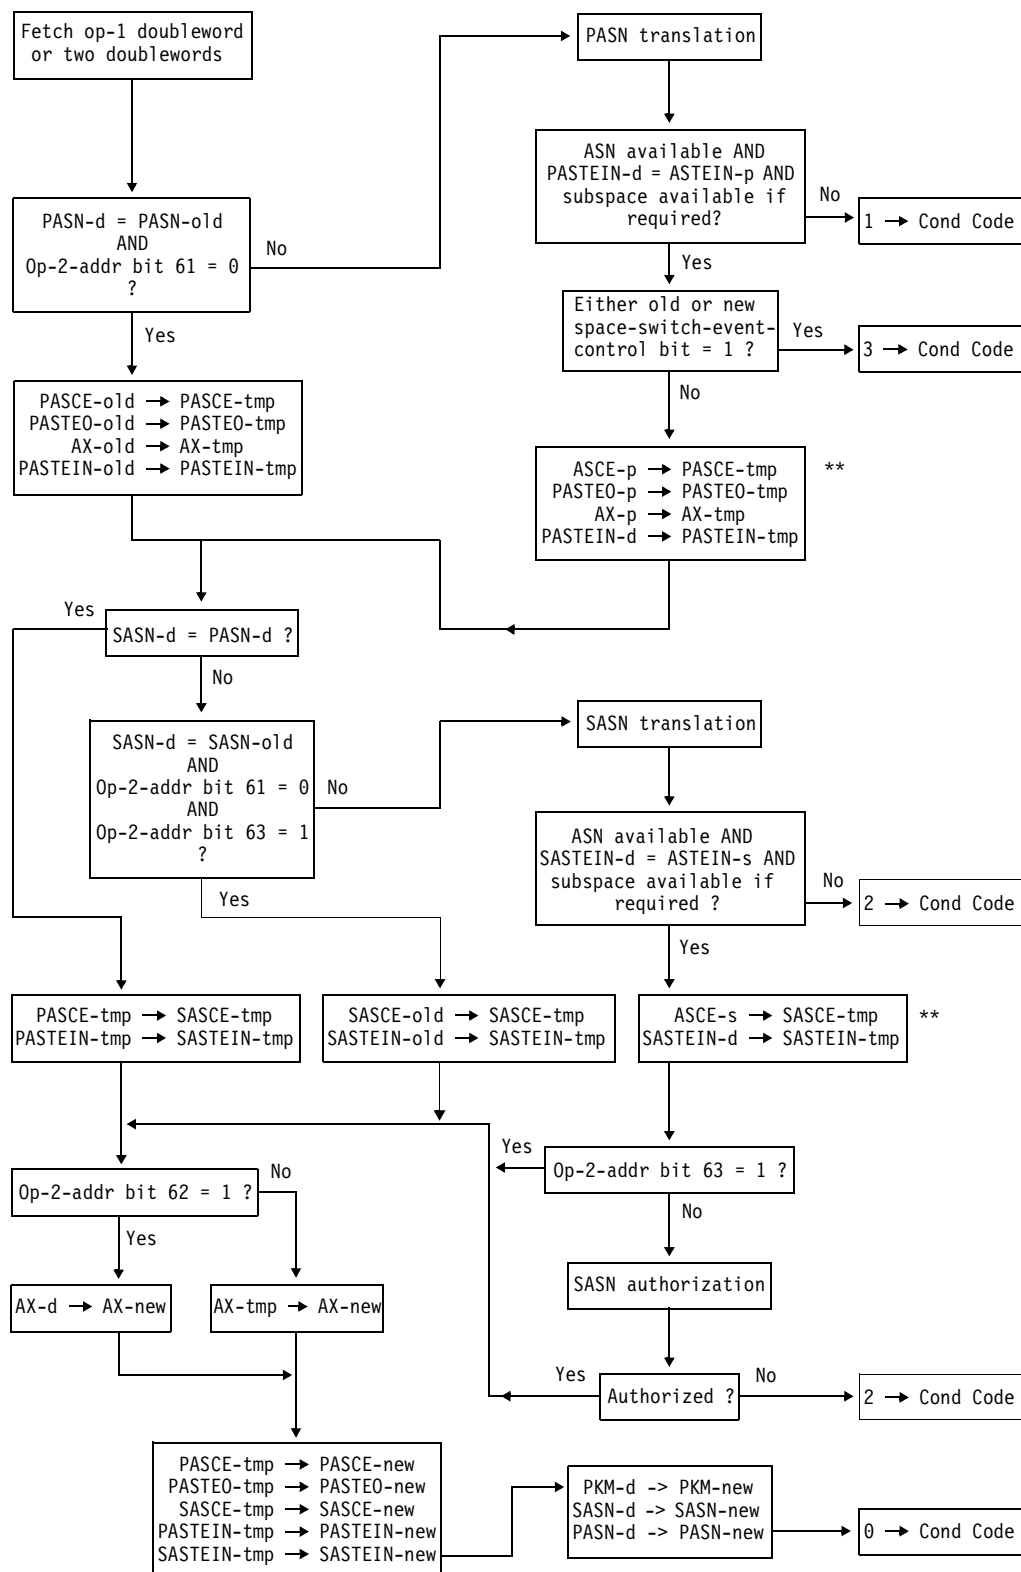 Fetch op-1 doubleword
or two doublewords
PASN translation
ASN available AND
PASTEIN-d = ASTEIN-p AND
subspace available if
required?
No
1 → Cond Code
PASN-d = PASN-old
AND
Op-2-addr bit 61 = 0
?
No
Yes
Yes
Either old or new
space-switch-event-
control bit = 1 ?
Yes
3 → Cond Code
No
PASCE-old → PASCE-tmp
PASTEO-old → PASTEO-tmp
AX-old → AX-tmp
PASTEIN-old → PASTEIN-tmp
ASCE-p → PASCE-tmp
PASTEO-p → PASTEO-tmp
AX-p → AX-tmp
PASTEIN-d → PASTEIN-tmp
**
Yes
SASN-d = PASN-d ?
No
SASN translation
SASN-d = SASN-old
AND
Op-2-addr bit 61 = 0
AND
Op-2-addr bit 63 = 1
?
No
Yes
ASN available AND
SASTEIN-d = ASTEIN-s AND
subspace available if
required ?
No
2 → Cond Code
Yes
PASCE-tmp → SASCE-tmp
PASTEIN-tmp → SASTEIN-tmp
SASCE-old → SASCE-tmp
SASTEIN-old → SASTEIN-tmp
ASCE-s → SASCE-tmp
SASTEIN-d → SASTEIN-tmp
**
Op-2-addr bit 62 = 1 ?
No
Yes
Yes
Op-2-addr bit 63 = 1 ?
No
AX-d → AX-new
AX-tmp → AX-new
SASN authorization
Yes
Authorized ?
No
2 → Cond Code
PASCE-tmp → PASCE-new
PASTEO-tmp → PASTEO-new
SASCE-tmp → SASCE-new
PASTEIN-tmp → PASTEIN-new
SASTEIN-tmp → SASTEIN-new
PKM-d -> PKM-new
SASN-d -> SASN-new
PASN-d -> PASN-new
0 → Cond Code